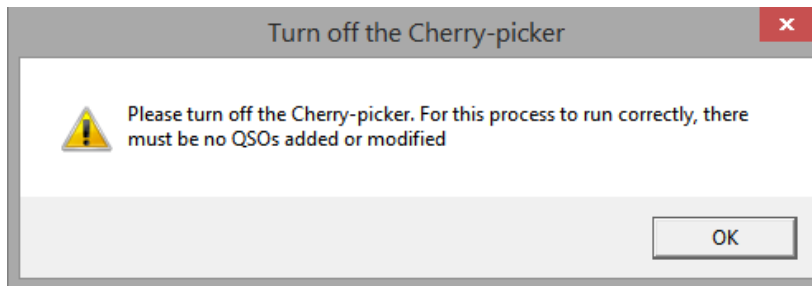 Turn off the Cherry-picker
Please turn off the Cherry-picker. For this process to run correctly, there
must be no QSOs added or modified
OK